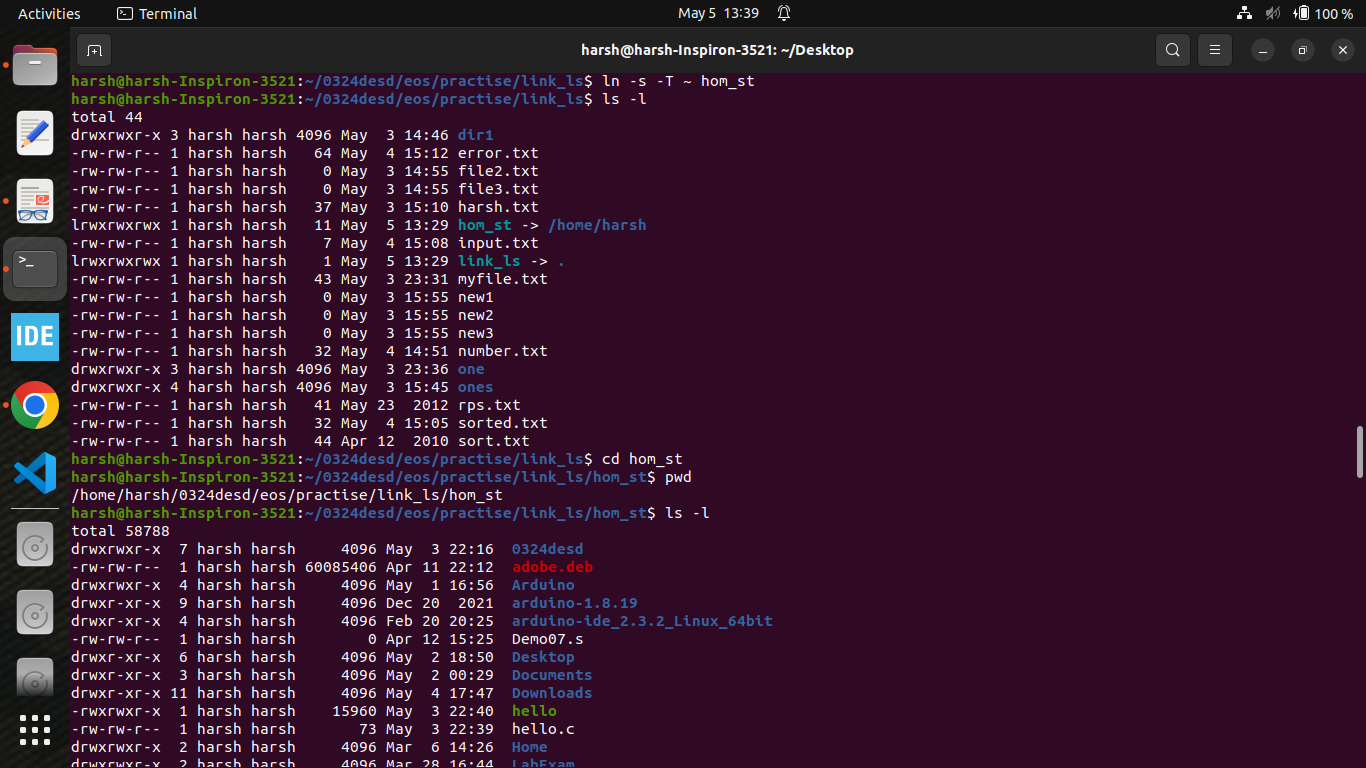 Activities Terminal May 5 13:39 100 %
harsh@harsh-Inspiron-3521: ~/Desktop
harsh@harsh-Inspiron-3521:~/0324desd/eos/practise/link_ls$ ln -s -T ~ hom_st
harsh@harsh-Inspiron-3521:~/0324desd/eos/practise/link_ls$ ls -l
total 44
drwxrwxr-x 3 harsh harsh 4096 May  3 14:46 dir1
-rw-rw-r-- 1 harsh harsh   64 May  4 15:12 error.txt
-rw-rw-r-- 1 harsh harsh    0 May  3 14:55 file2.txt
-rw-rw-r-- 1 harsh harsh    0 May  3 14:55 file3.txt
-rw-rw-r-- 1 harsh harsh   37 May  3 15:10 harsh.txt
lrwxrwxrwx 1 harsh harsh   11 May  5 13:29 hom_st -> /home/harsh
-rw-rw-r-- 1 harsh harsh    7 May  4 15:08 input.txt
lrwxrwxrwx 1 harsh harsh    1 May  5 13:29 link_ls -> .
-rw-rw-r-- 1 harsh harsh   43 May  3 23:31 myfile.txt
-rw-rw-r-- 1 harsh harsh    0 May  3 15:55 new1
-rw-rw-r-- 1 harsh harsh    0 May  3 15:55 new2
-rw-rw-r-- 1 harsh harsh    0 May  3 15:55 new3
-rw-rw-r-- 1 harsh harsh   32 May  4 14:51 number.txt
drwxrwxr-x 3 harsh harsh 4096 May  3 23:36 one
drwxrwxr-x 4 harsh harsh 4096 May  3 15:45 ones
-rw-rw-r-- 1 harsh harsh   41 May 23  2012 rps.txt
-rw-rw-r-- 1 harsh harsh   32 May  4 15:05 sorted.txt
-rw-rw-r-- 1 harsh harsh   44 Apr 12  2010 sort.txt
harsh@harsh-Inspiron-3521:~/0324desd/eos/practise/link_ls$ cd hom_st
harsh@harsh-Inspiron-3521:~/0324desd/eos/practise/link_ls/hom_st$ pwd
/home/harsh/0324desd/eos/practise/link_ls/hom_st
harsh@harsh-Inspiron-3521:~/0324desd/eos/practise/link_ls/hom_st$ ls -l
total 58788
drwxrwxr-x  7 harsh harsh     4096 May  3 22:16  0324desd
-rw-rw-r--  1 harsh harsh 60085406 Apr 11 22:12  adobe.deb
drwxrwxr-x  4 harsh harsh     4096 May  1 16:56  Arduino
drwxr-xr-x  9 harsh harsh     4096 Dec 20  2021  arduino-1.8.19
drwxr-xr-x  4 harsh harsh     4096 Feb 20 20:25  arduino-ide_2.3.2_Linux_64bit
-rw-rw-r--  1 harsh harsh        0 Apr 12 15:25  Demo07.s
drwxr-xr-x  6 harsh harsh     4096 May  2 18:50  Desktop
drwxr-xr-x  3 harsh harsh     4096 May  2 00:29  Documents
drwxr-xr-x 11 harsh harsh     4096 May  4 17:47  Downloads
-rwxrwxr-x  1 harsh harsh    15960 May  3 22:40  hello
-rw-rw-r--  1 harsh harsh       73 May  3 22:39  hello.c
drwxrwxr-x  2 harsh harsh     4096 Mar  6 14:26  Home
drwxrwxr-x  2 harsh harsh     4096 Mar 28 16:44  LabExam
IDE